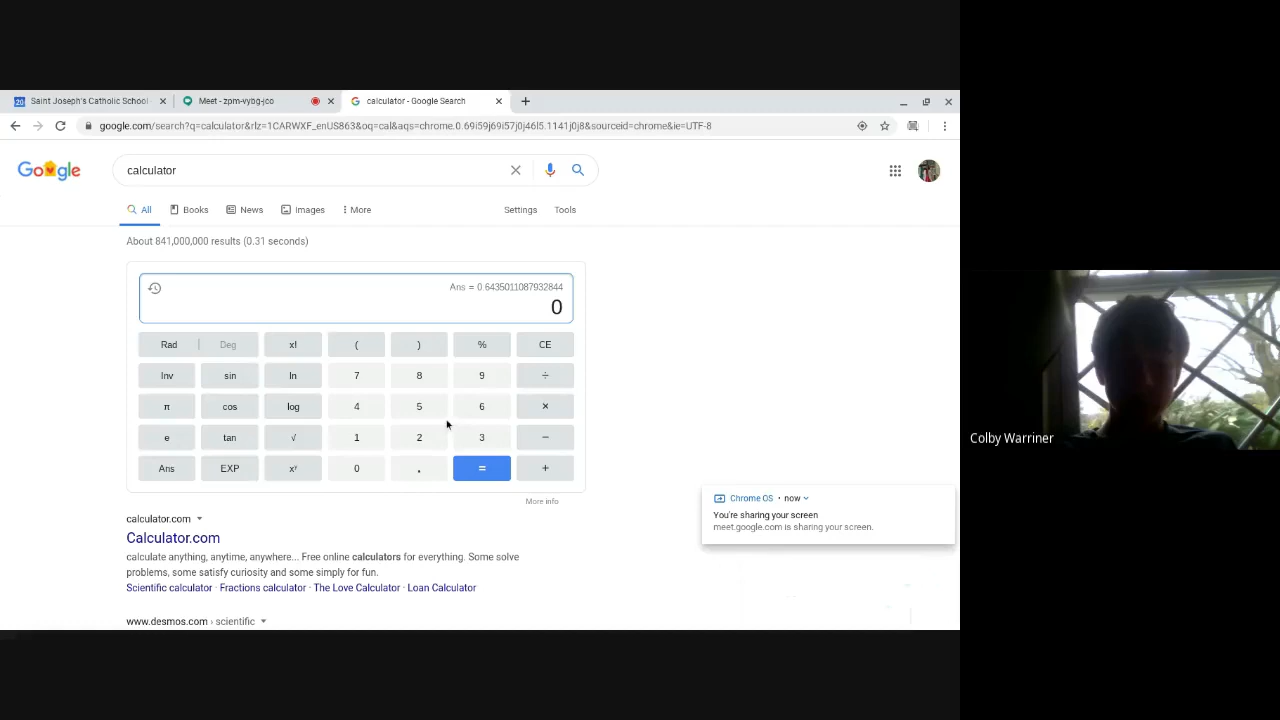 Saint Joseph's Catholic School
Meet - zpm-vybg-jco
calculator - Google Search
google.com/search?q=calculator&rlz=1CARWXF_enUS863&oq=cal&aqs=chrome.0.69i59j69i57j0j46l5.1141j0j8&sourceid=chrome&ie=UTF-8
Google
calculator
All
Books
News
Images
More
Settings
Tools
About 841,000,000 results (0.31 seconds)
Ans = 0.6435011087932844
0
Rad | Deg x! ( ) % CE
Inv sin ln 7 8 9 ÷
π cos log 4 5 6 ×
e tan √ 1 2 3 −
Ans EXP xʸ 0 . = +
More info
calculator.com
Calculator.com
calculate anything, anytime, anywhere... Free online calculators for everything. Some solve
problems, some satisfy curiosity and some simply for fun.
Scientific calculator · Fractions calculator · The Love Calculator · Loan Calculator
www.desmos.com › scientific
Chrome OS • now
You're sharing your screen
meet.google.com is sharing your screen.
Colby Warriner